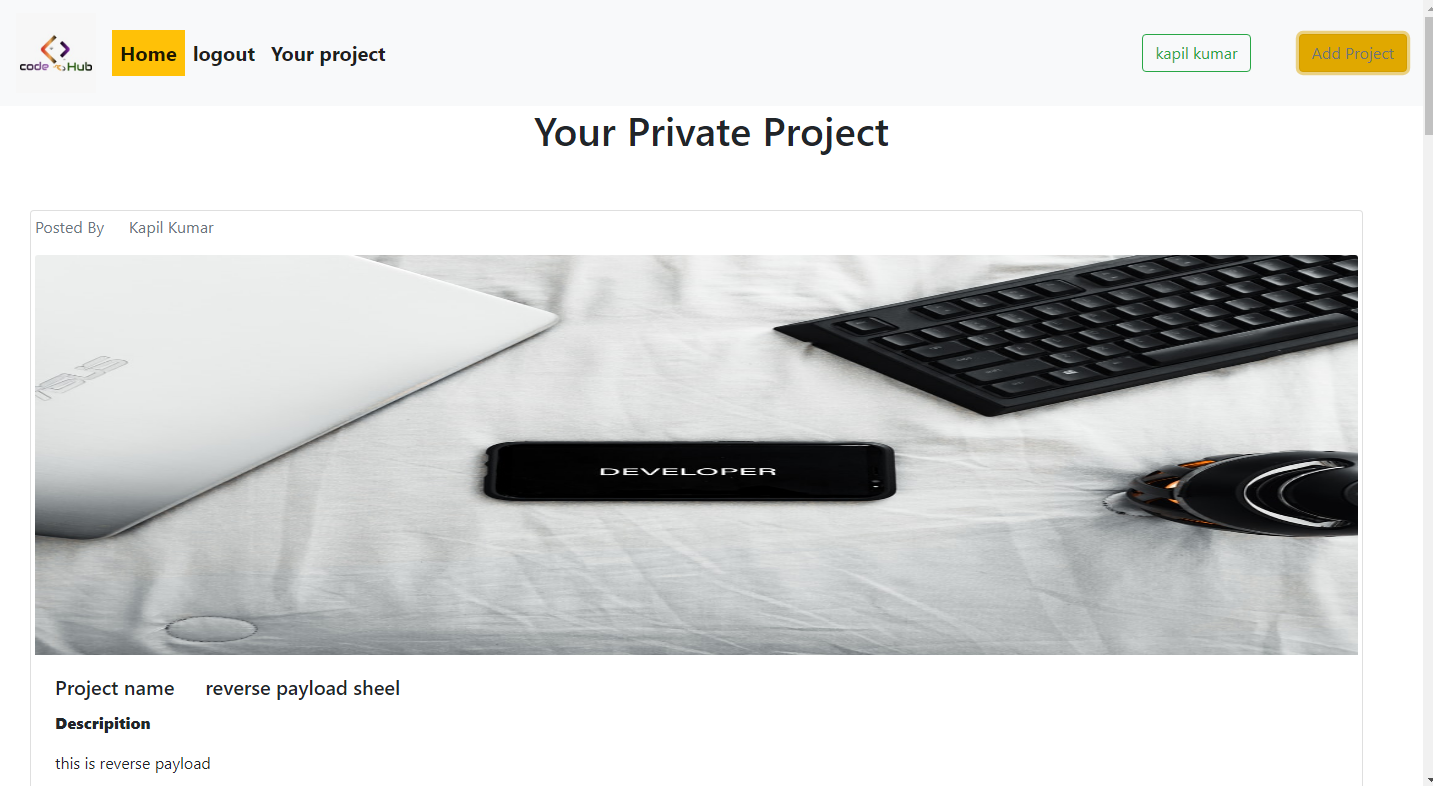 code Hub
Home logout Your project
kapil kumar
Add Project
Your Private Project
Posted By Kapil Kumar
DEVELOPER
Project name reverse payload sheel
Descripition
this is reverse payload